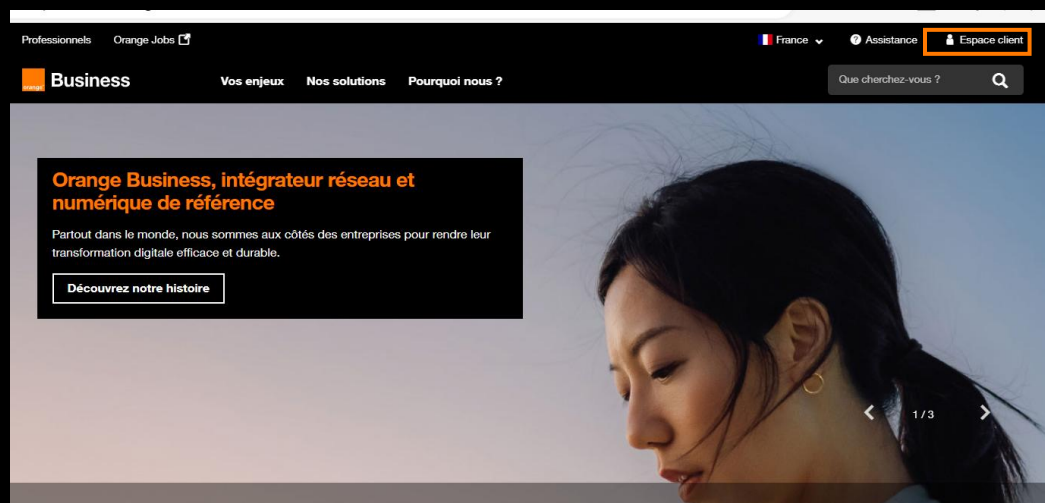 Professionnels Orange Jobs France Assistance Espace client
orange Business Vos enjeux Nos solutions Pourquoi nous ? Que cherchez-vous ?
Orange Business, intégrateur réseau et
numérique de référence
Partout dans le monde, nous sommes aux côtés des entreprises pour rendre leur
transformation digitale efficace et durable.
Découvrez notre histoire
1 / 3